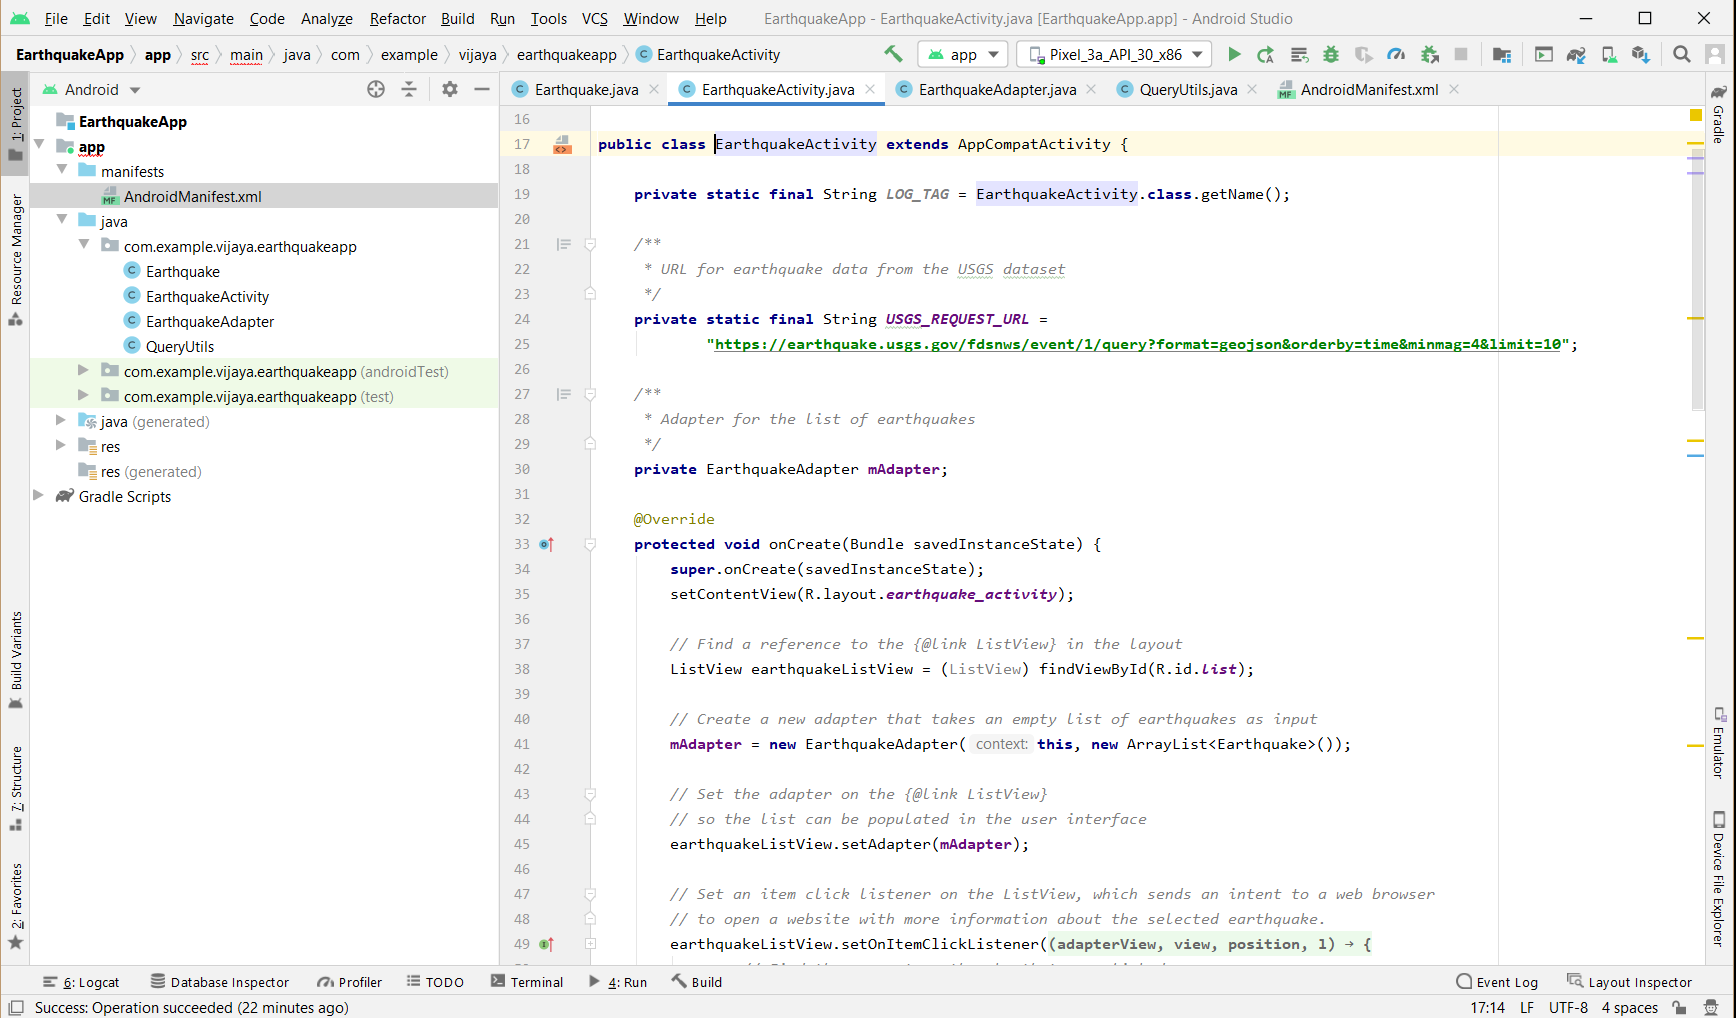 File Edit View Navigate Code Analyze Refactor Build Run Tools VCS Window Help EarthquakeApp - EarthquakeActivity.java [EarthquakeApp.app] - Android Studio
EarthquakeApp app src main java com example vijaya earthquakeapp C EarthquakeActivity app Pixel_3a_API_30_x86
Android
C Earthquake.java C EarthquakeActivity.java C EarthquakeAdapter.java C QueryUtils.java MF AndroidManifest.xml
1: Project
Resource Manager
Build Variants
7: Structure
2: Favorites
EarthquakeApp
app
manifests
MF AndroidManifest.xml
java
com.example.vijaya.earthquakeapp
C Earthquake
C EarthquakeActivity
C EarthquakeAdapter
C QueryUtils
com.example.vijaya.earthquakeapp (androidTest)
com.example.vijaya.earthquakeapp (test)
java (generated)
res
res (generated)
Gradle Scripts
16
17 public class EarthquakeActivity extends AppCompatActivity {
18
19 private static final String LOG_TAG = EarthquakeActivity.class.getName();
20
21 /**
22 * URL for earthquake data from the USGS dataset
23 */
24 private static final String USGS_REQUEST_URL =
25 "https://earthquake.usgs.gov/fdsnws/event/1/query?format=geojson&orderby=time&minmag=4&limit=10";
26
27 /**
28 * Adapter for the list of earthquakes
29 */
30 private EarthquakeAdapter mAdapter;
31
32 @Override
33 protected void onCreate(Bundle savedInstanceState) {
34 super.onCreate(savedInstanceState);
35 setContentView(R.layout.earthquake_activity);
36
37 // Find a reference to the {@link ListView} in the layout
38 ListView earthquakeListView = (ListView) findViewById(R.id.list);
39
40 // Create a new adapter that takes an empty list of earthquakes as input
41 mAdapter = new EarthquakeAdapter( context: this, new ArrayList<Earthquake>());
42
43 // Set the adapter on the {@link ListView}
44 // so the list can be populated in the user interface
45 earthquakeListView.setAdapter(mAdapter);
46
47 // Set an item click listener on the ListView, which sends an intent to a web browser
48 // to open a website with more information about the selected earthquake.
49 earthquakeListView.setOnItemClickListener((adapterView, view, position, l) → {
Gradle
Emulator
Device File Explorer
6: Logcat Database Inspector Profiler TODO Terminal 4: Run Build Event Log Layout Inspector
Success: Operation succeeded (22 minutes ago) 17:14 LF UTF-8 4 spaces